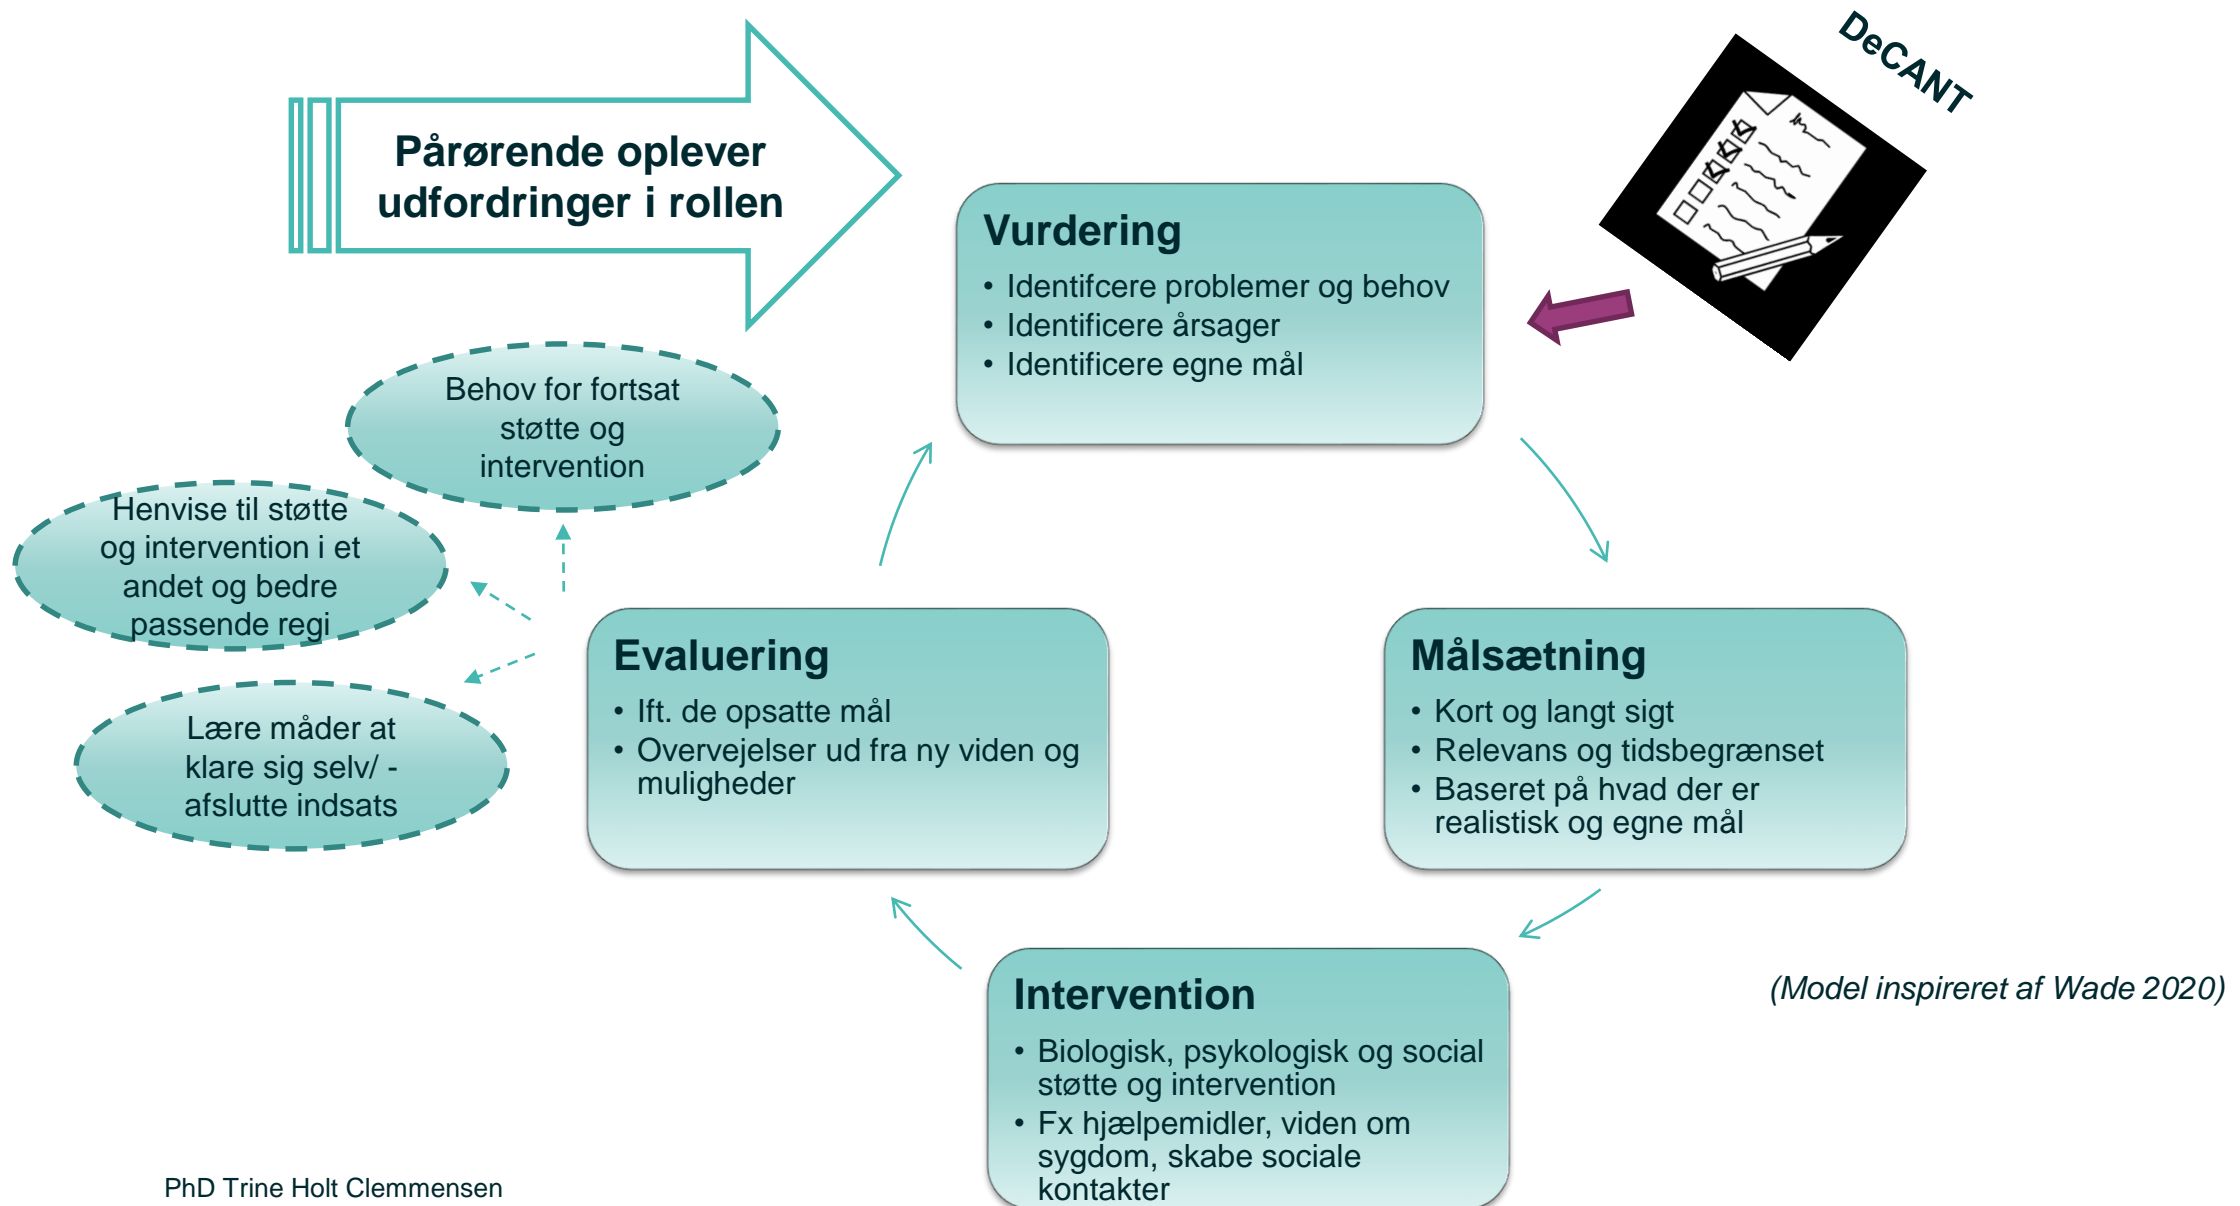 DeCANT
Pårørende oplever
udfordringer i rollen
Vurdering
• Identifcere problemer og behov
• Identificere årsager
• Identificere egne mål
Behov for fortsat
støtte og
intervention
Henvise til støtte
og intervention i et
andet og bedre
passende regi
Lære måder at
klare sig selv/ -
afslutte indsats
Evaluering
• Ift. de opsatte mål
• Overvejelser ud fra ny viden og
muligheder
Målsætning
• Kort og langt sigt
• Relevans og tidsbegrænset
• Baseret på hvad der er
realistisk og egne mål
Intervention
• Biologisk, psykologisk og social
støtte og intervention
• Fx hjælpemidler, viden om
sygdom, skabe sociale
kontakter
(Model inspireret af Wade 2020)
PhD Trine Holt Clemmensen